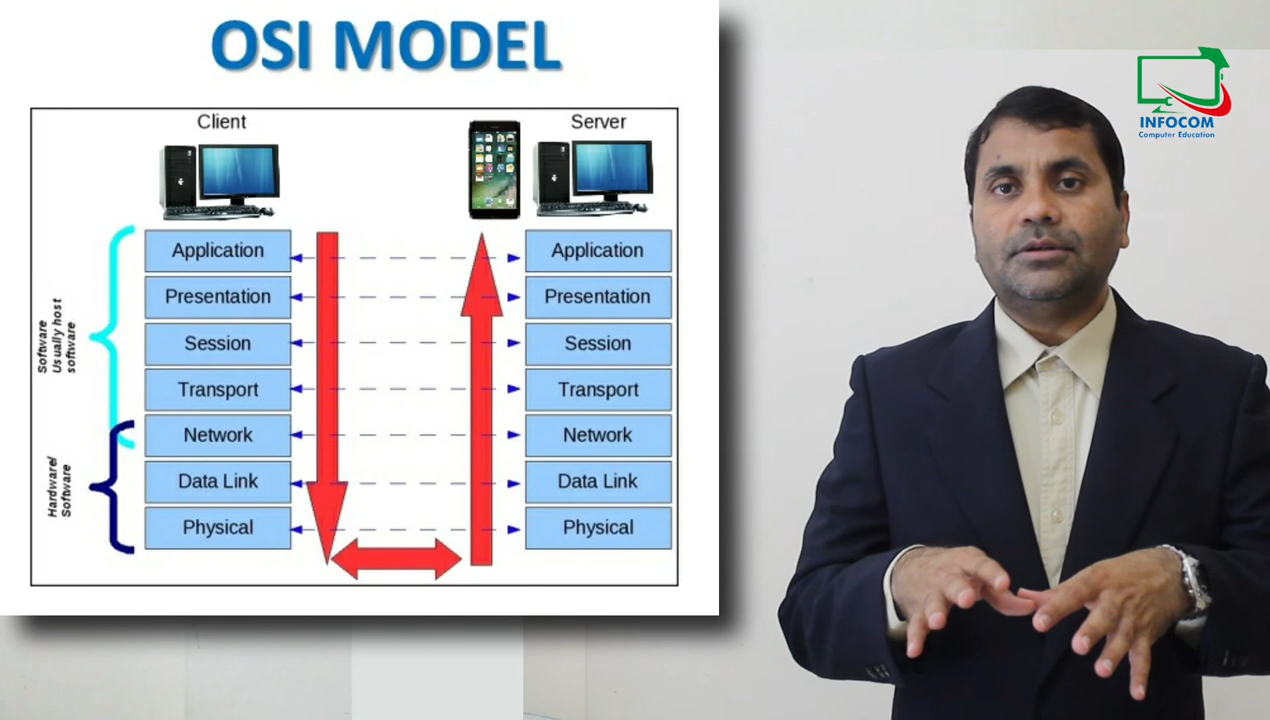 OSI MODEL
Client
Server
Application
Presentation
Session
Transport
Network
Data Link
Physical
Application
Presentation
Session
Transport
Network
Data Link
Physical
Software
Usually host
software
Hardware/
Software
INFOCOM
Computer Education